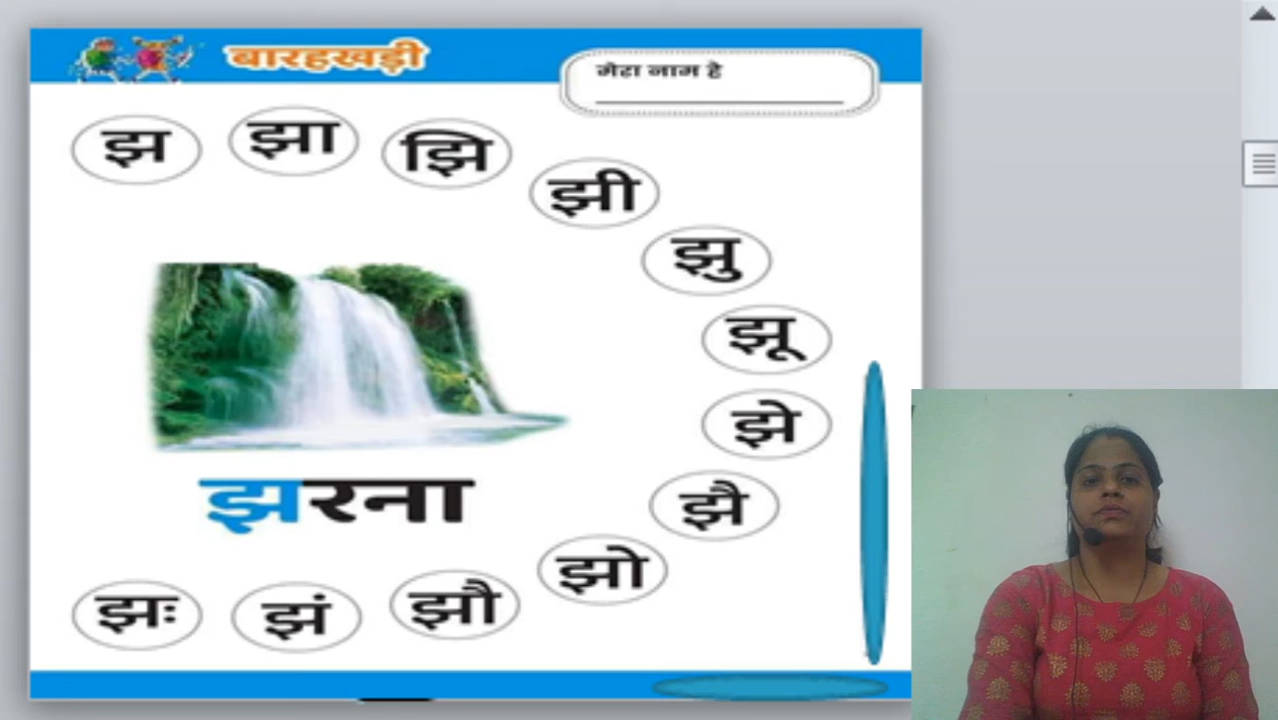 बारहखड़ी
मेरा नाम है
झ
झा
झि
झी
झु
झू
झे
झै
झो
झौ
झं
झः
झरना